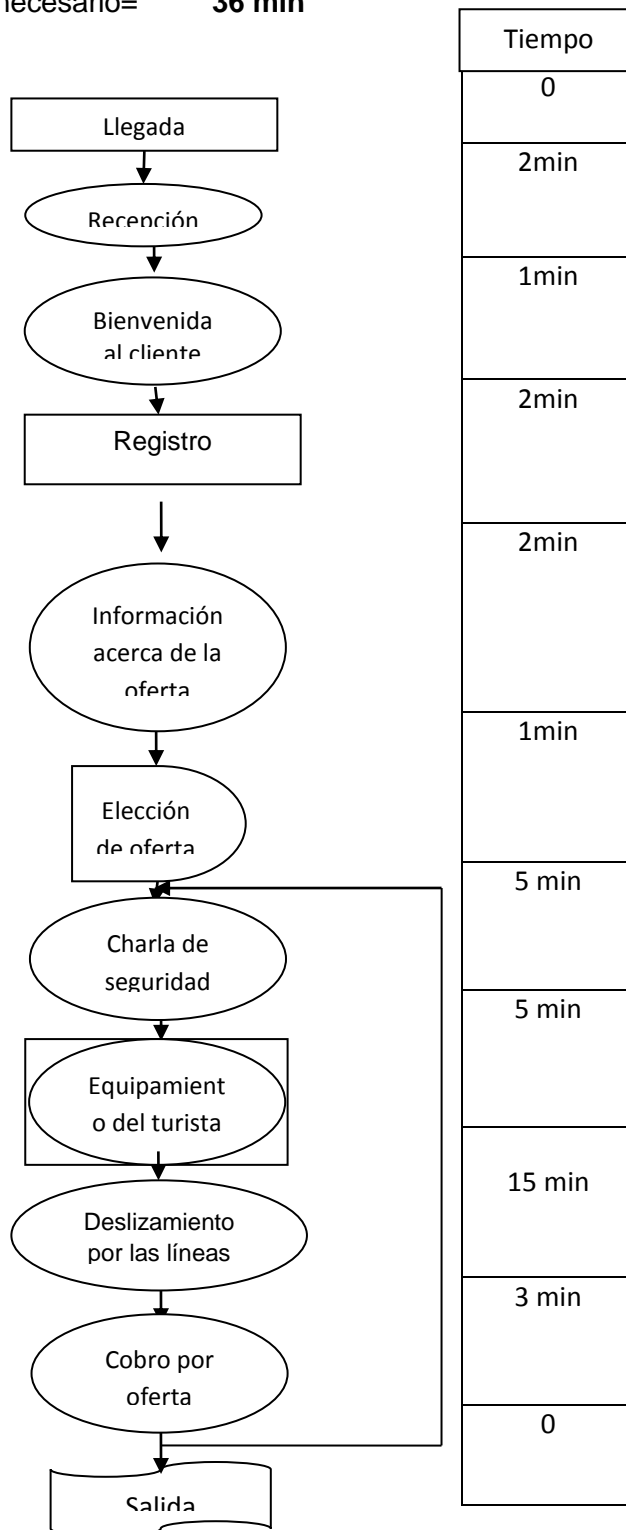 necesario= 36 min
Tiempo
0
Llegada
2min
Recepción
1min
Bienvenida
al cliente
2min
Registro
2min
Información
acerca de la
oferta
1min
Elección
de oferta
5 min
Charla de
seguridad
5 min
Equipamient
o del turista
15 min
Deslizamiento
por las líneas
3 min
Cobro por
oferta
0
Salida